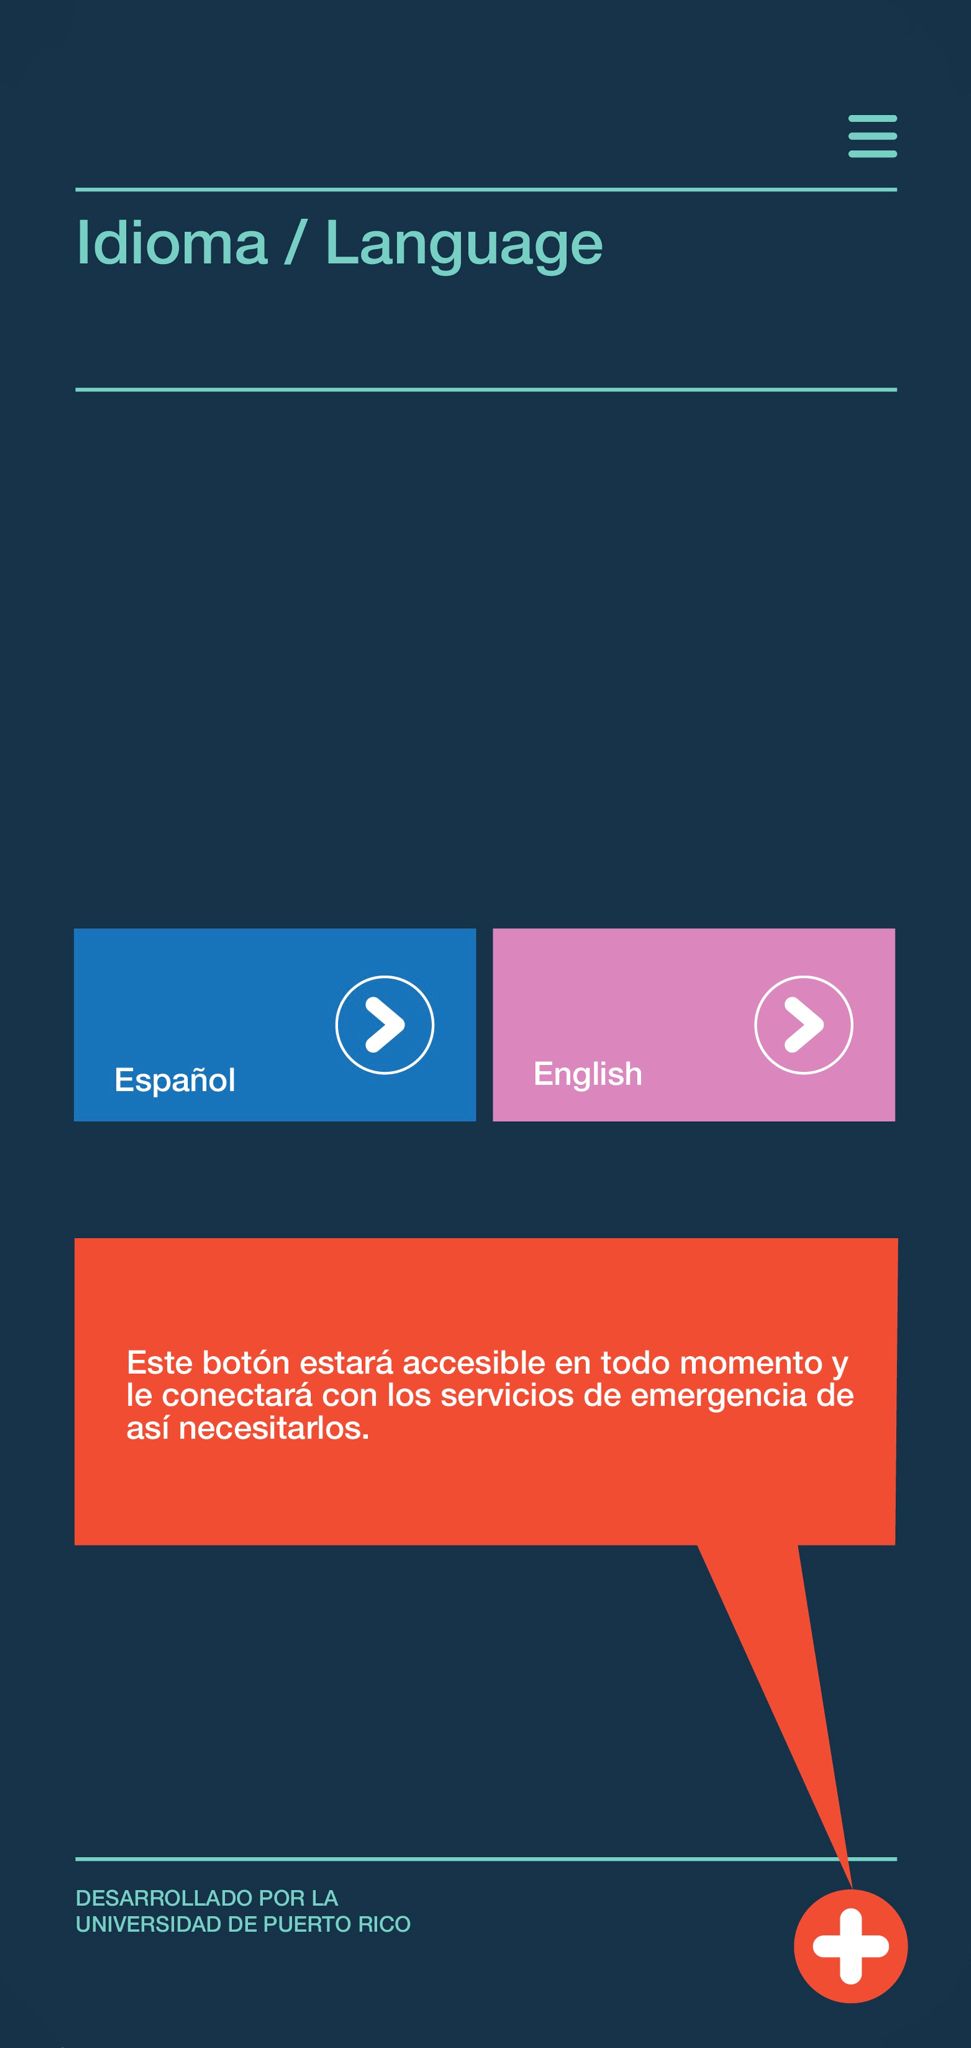 Idioma / Language
Español
English
Este botón estará accesible en todo momento y
le conectará con los servicios de emergencia de
así necesitarlos.
DESARROLLADO POR LA
UNIVERSIDAD DE PUERTO RICO